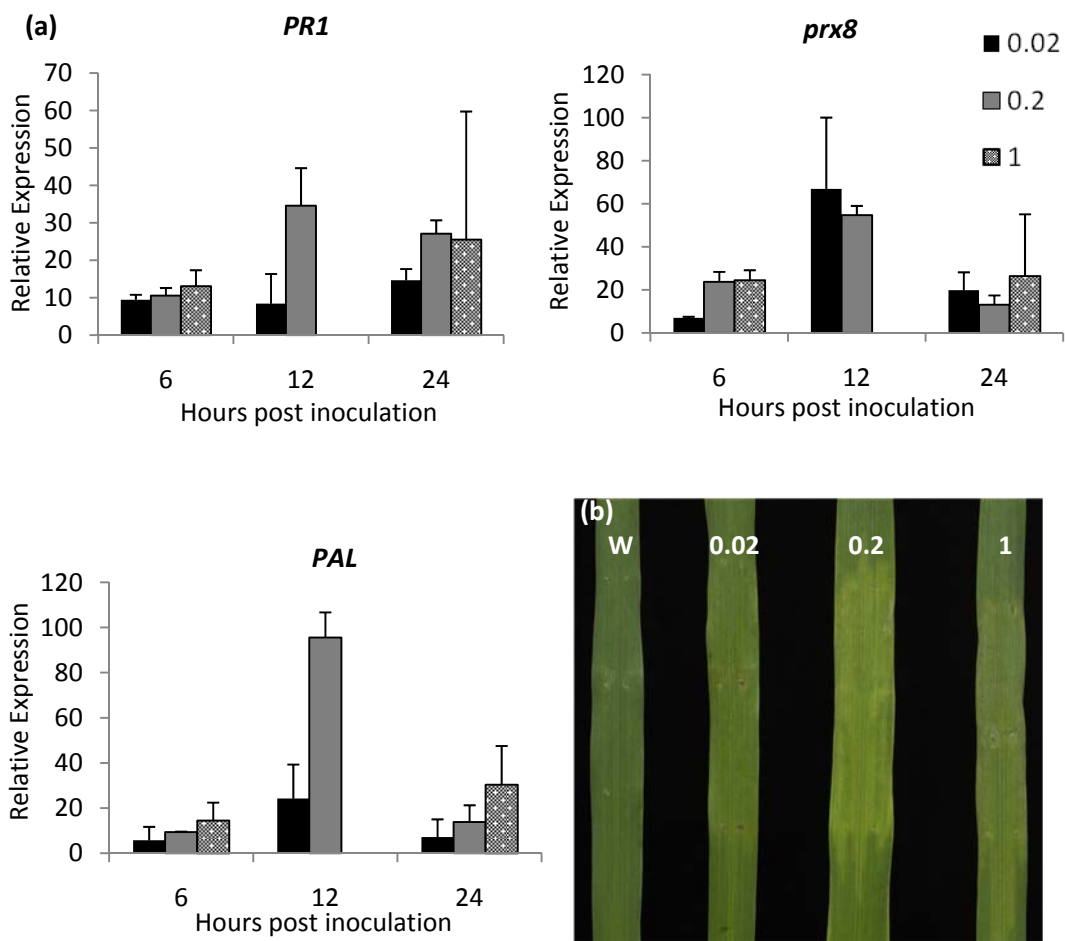 (a)
PR1
Relative Expression
70
60
50
40
30
20
10
0
6 12 24
Hours post inoculation
prx8
Relative Expression
120
100
80
60
40
20
0
6 12 24
Hours post inoculation
0.02
0.2
1
PAL
Relative Expression
120
100
80
60
40
20
0
6 12 24
Hours post inoculation
(b)
W 0.02 0.2 1